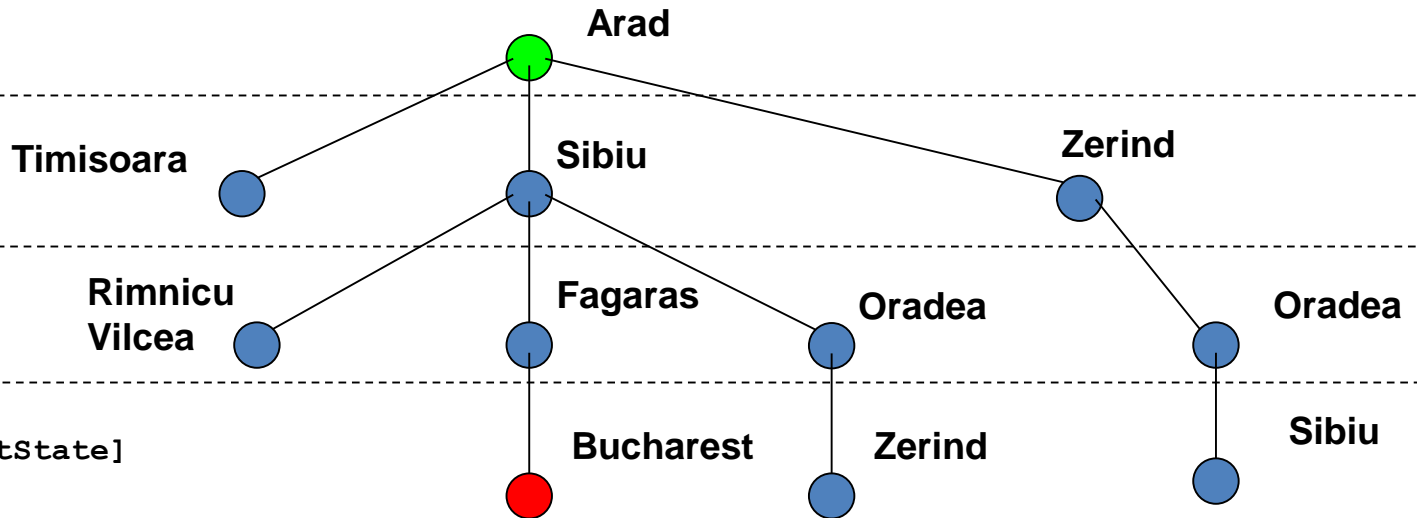 Arad
Timisoara
Sibiu
Zerind
Rimnicu
Vilcea
Fagaras
Oradea
Oradea
tState]
Bucharest
Zerind
Sibiu